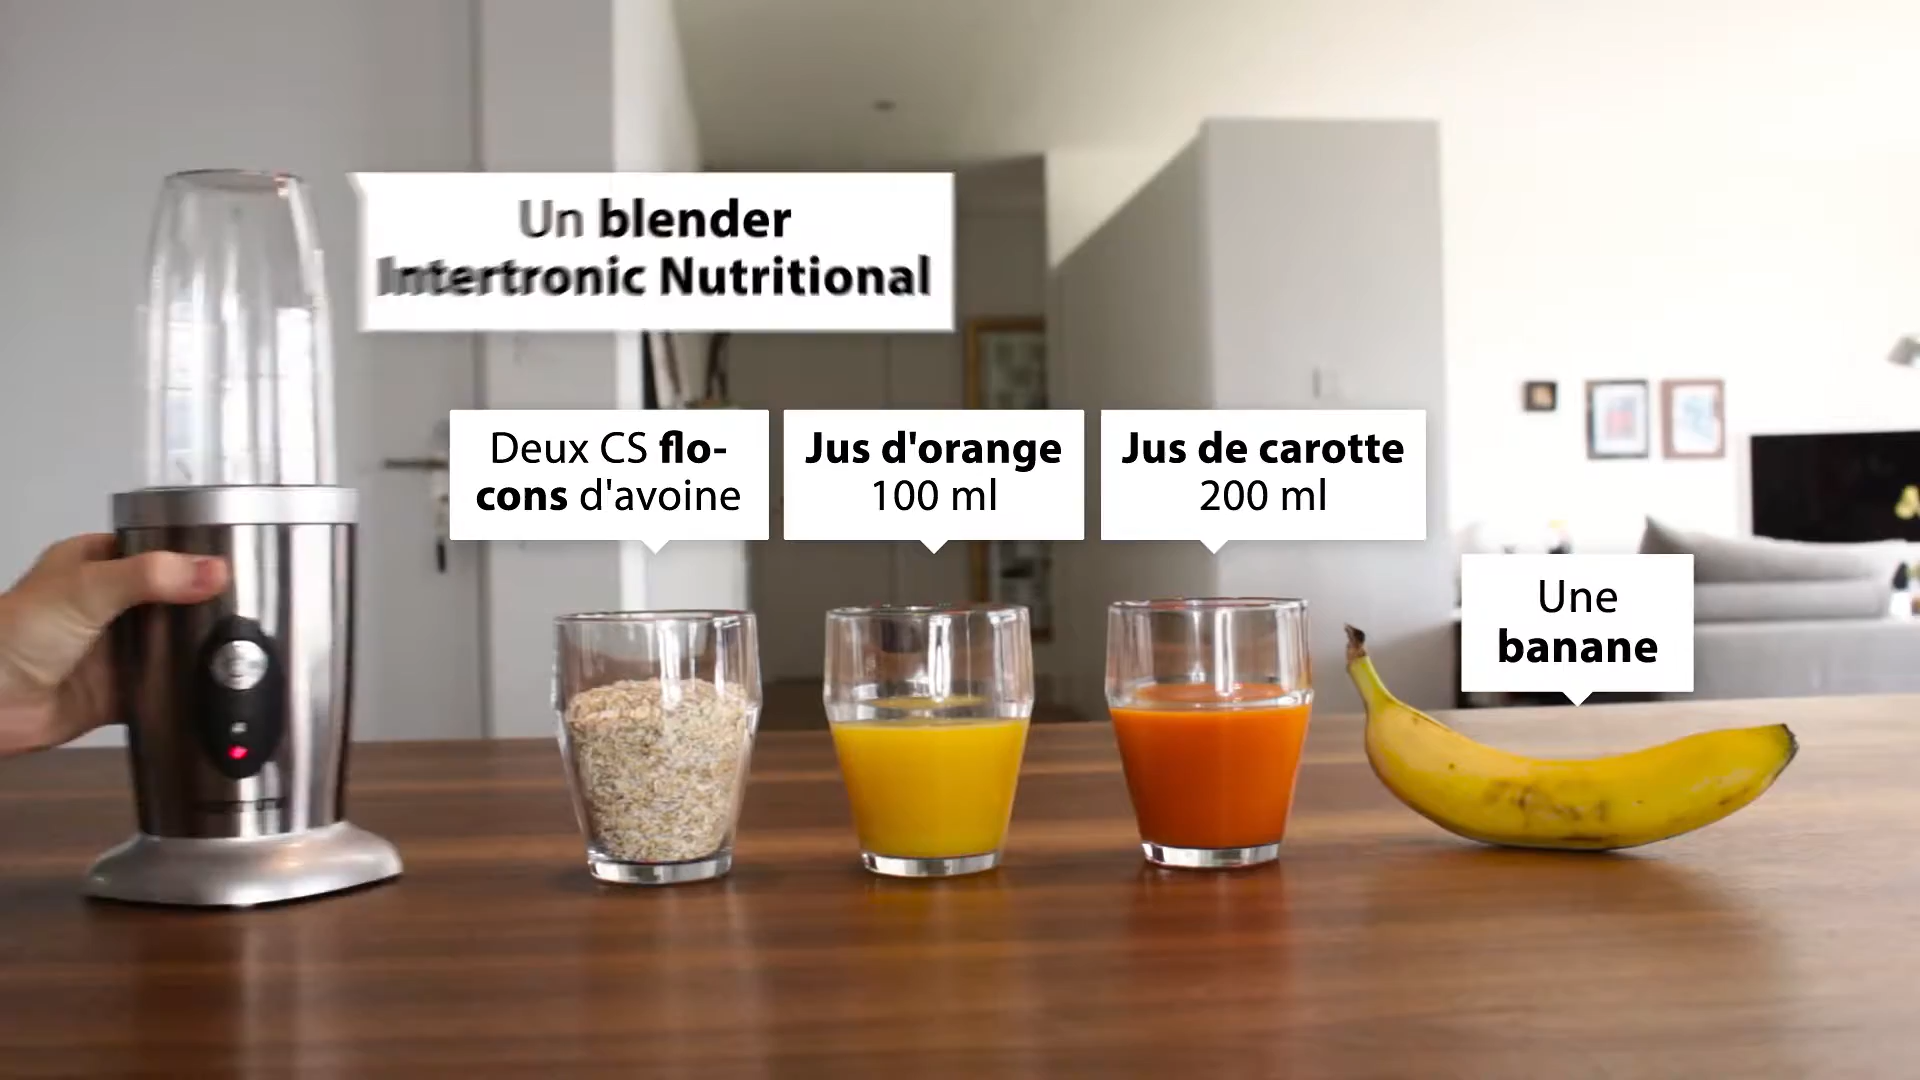 Un blender
Intertronic Nutritional
Deux CS flo-
cons d'avoine
Jus d'orange
100 ml
Jus de carotte
200 ml
Une
banane